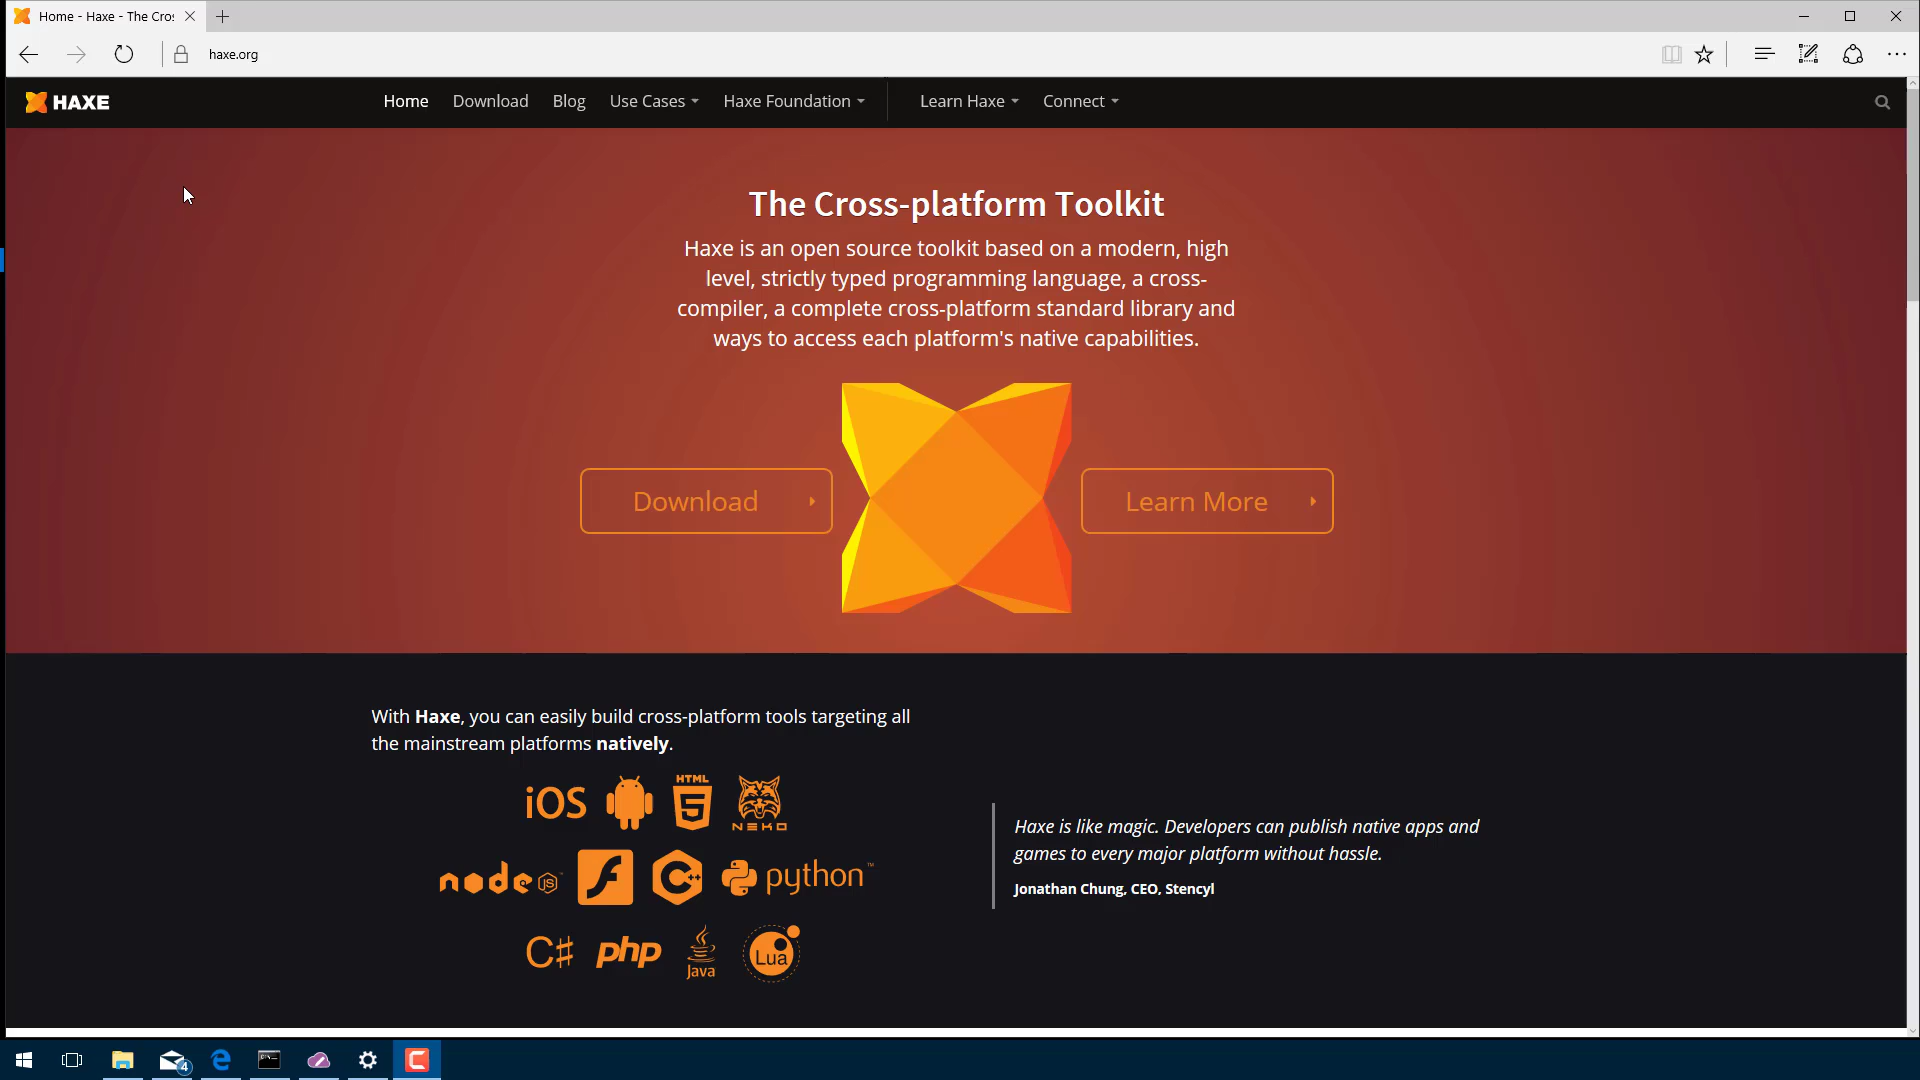 Home - Haxe - The Cros
haxe.org
HAXE
Home Download Blog Use Cases Haxe Foundation Learn Haxe Connect
The Cross-platform Toolkit
Haxe is an open source toolkit based on a modern, high
level, strictly typed programming language, a cross-
compiler, a complete cross-platform standard library and
ways to access each platform's native capabilities.
Download
Learn More
With Haxe, you can easily build cross-platform tools targeting all
the mainstream platforms natively.
iOS HTML 5 NEKO
node JS C++ python™
C# php Java Lua
Haxe is like magic. Developers can publish native apps and
games to every major platform without hassle.
Jonathan Chung, CEO, Stencyl
4